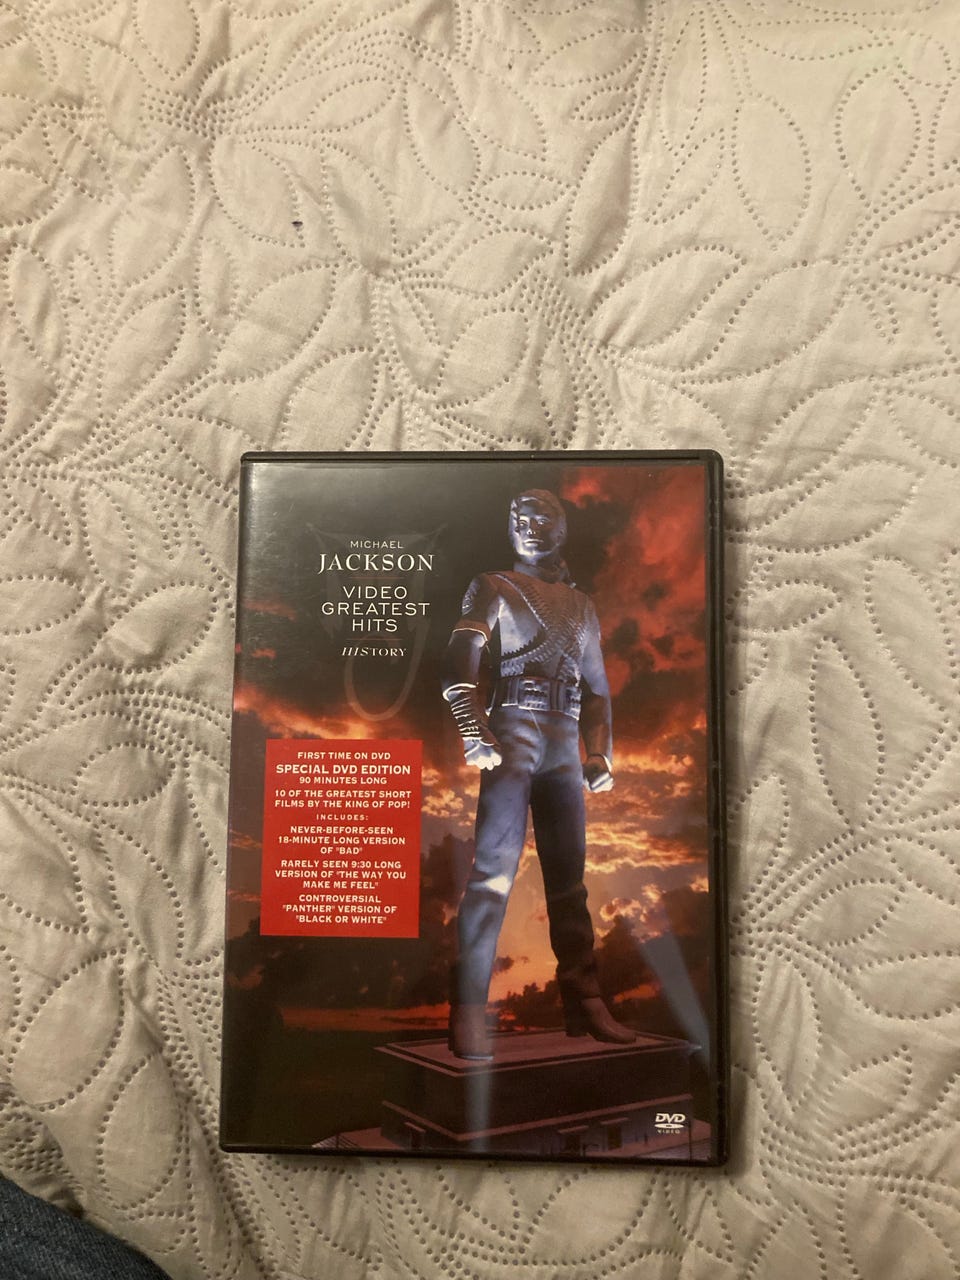 MICHAEL
JACKSON
VIDEO
GREATEST
HITS
HISTORY
FIRST TIME ON DVD
SPECIAL DVD EDITION
90 MINUTES LONG
10 OF THE GREATEST SHORT
FILMS BY THE KING OF POP!
INCLUDES:
NEVER-BEFORE-SEEN
18-MINUTE LONG VERSION
OF "BAD"
RARELY SEEN 9:30 LONG
VERSION OF "THE WAY YOU
MAKE ME FEEL"
CONTROVERSIAL
"PANTHER" VERSION OF
"BLACK OR WHITE"
DVD
VIDEO